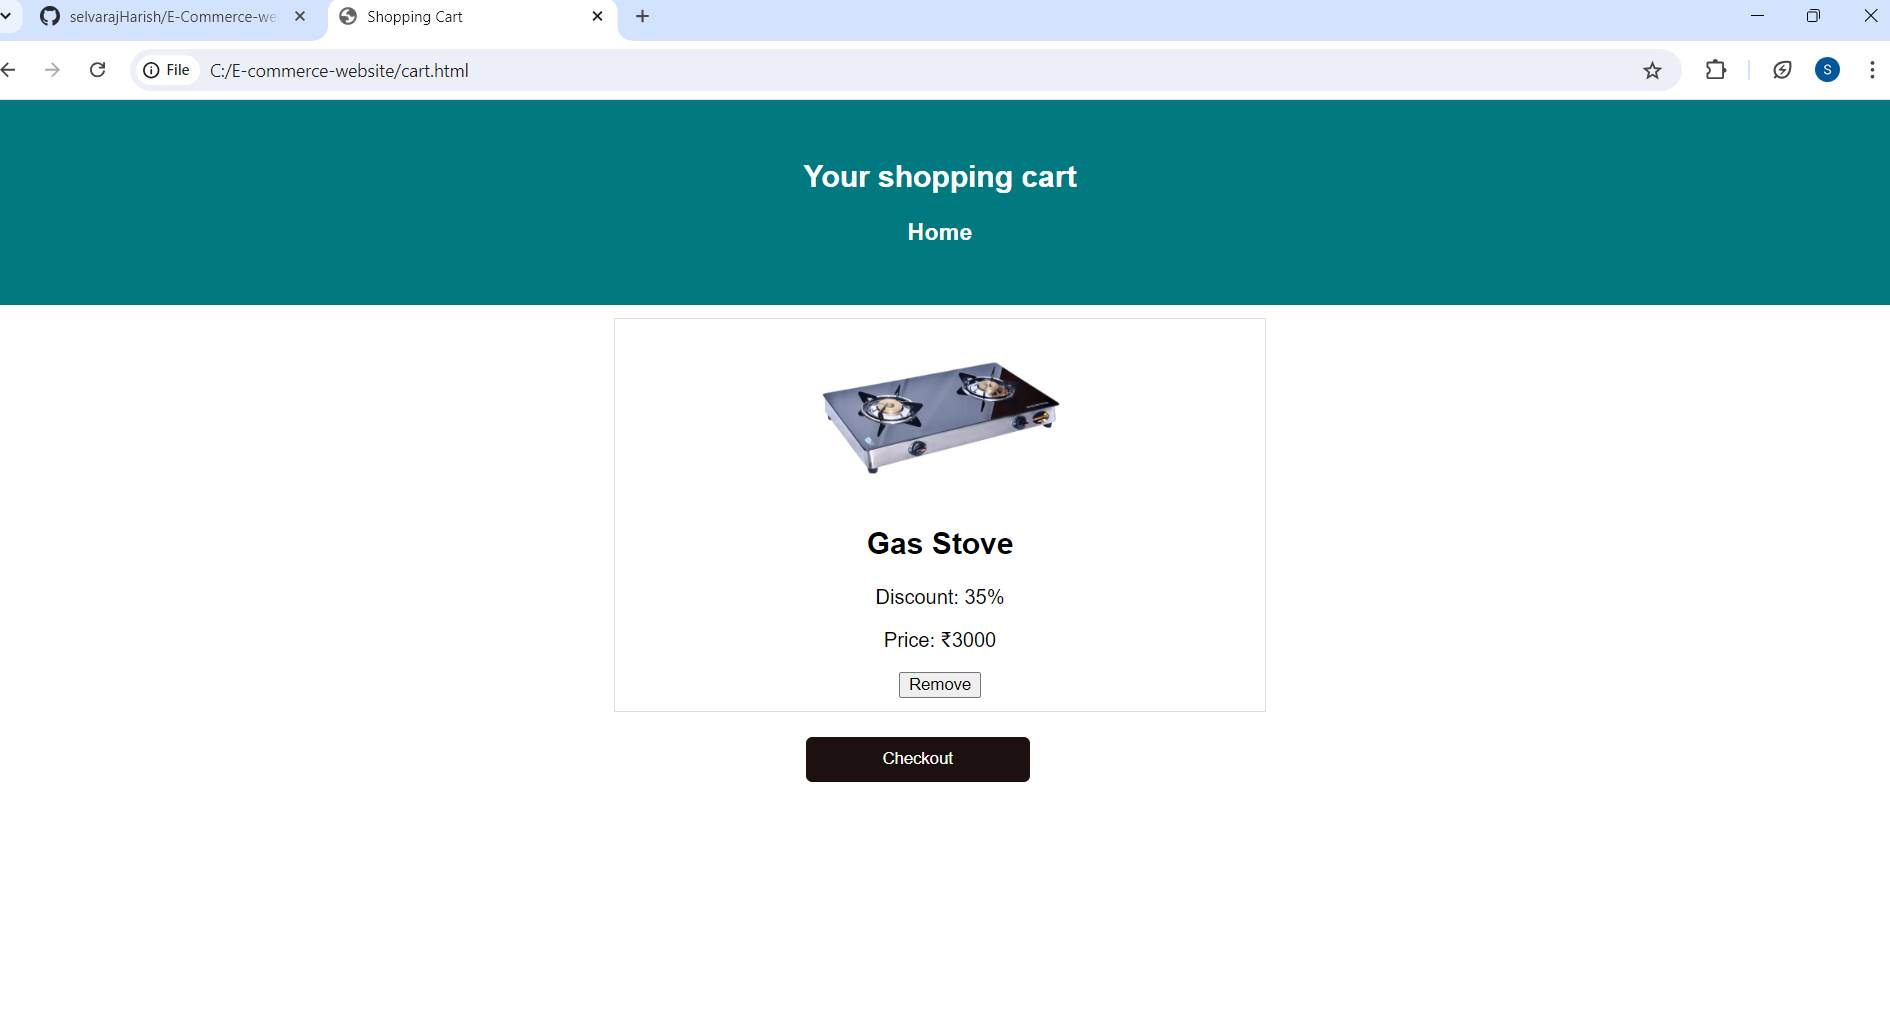 selvarajHarish/E-Commerce-we
Shopping Cart
File
C:/E-commerce-website/cart.html
S
Your shopping cart
Home
Gas Stove
Discount: 35%
Price: ₹3000
Remove
Checkout